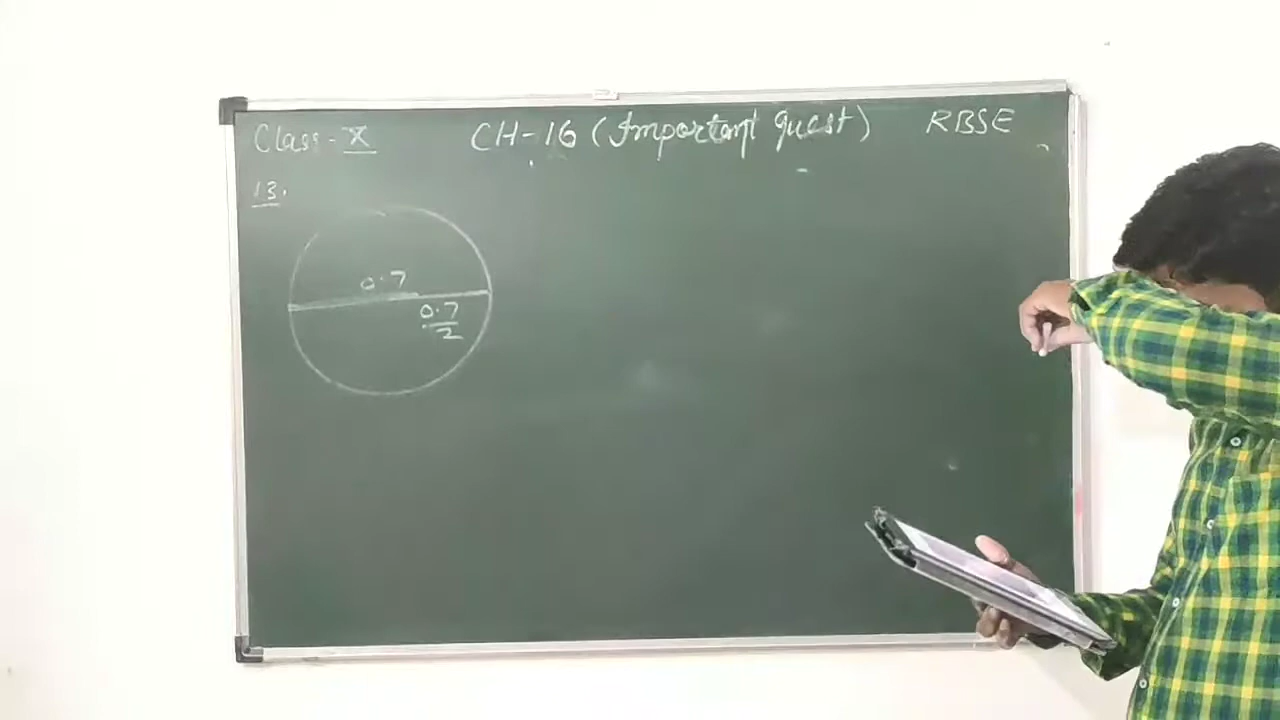 Class-X CH-16 (Important Quest) RBSE
13.
0.7
0.7
2